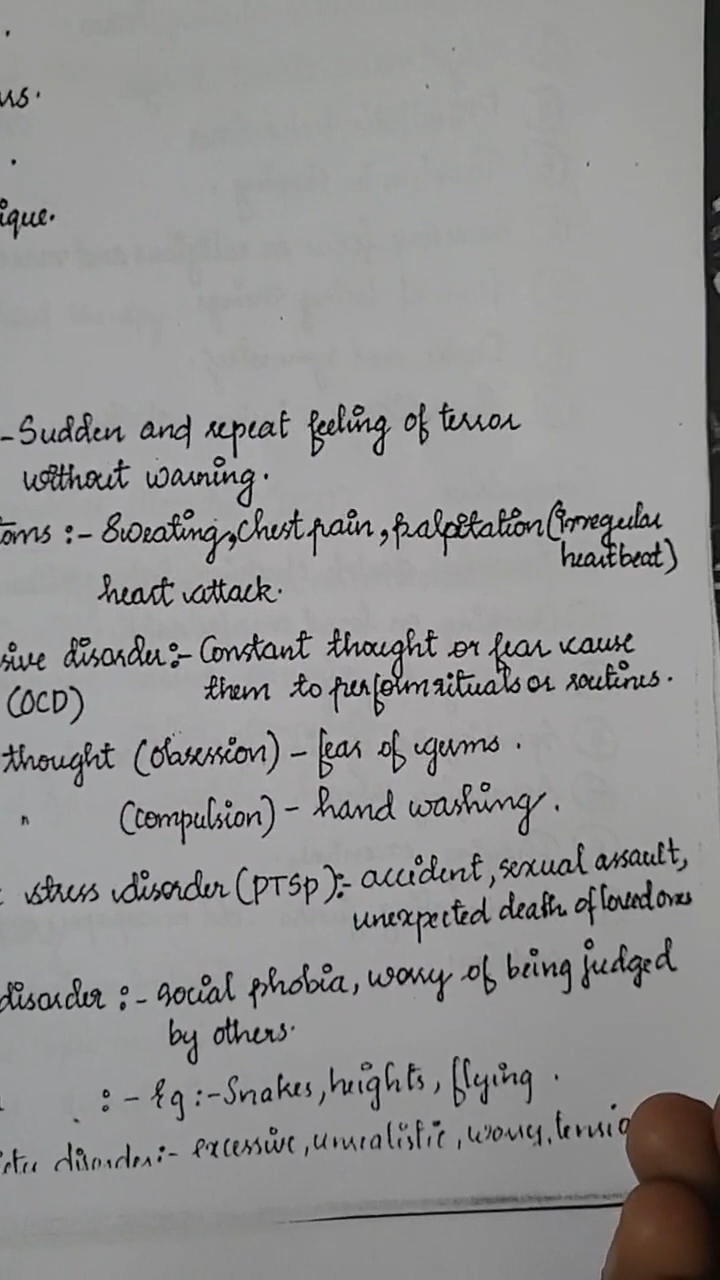 us.
ique.
- Sudden and repeat feeling of terror
without warning.
toms :- Sweating, chest pain, palpitation (irregular
heartbeat)
heart attack.
sive disorder :- Constant thought or fear cause
(OCD) them to perform rituals or routines.
thought (obsession) - fear of germs.
" (compulsion) - hand washing.
stress disorder (PTSP) :- accident, sexual assault,
unexpected death of loved ones
disorder :- social phobia, worry of being judged
by others.
:- Eg :- Snakes, heights, flying.
disorder :- excessive, unrealistic, worry, tensio